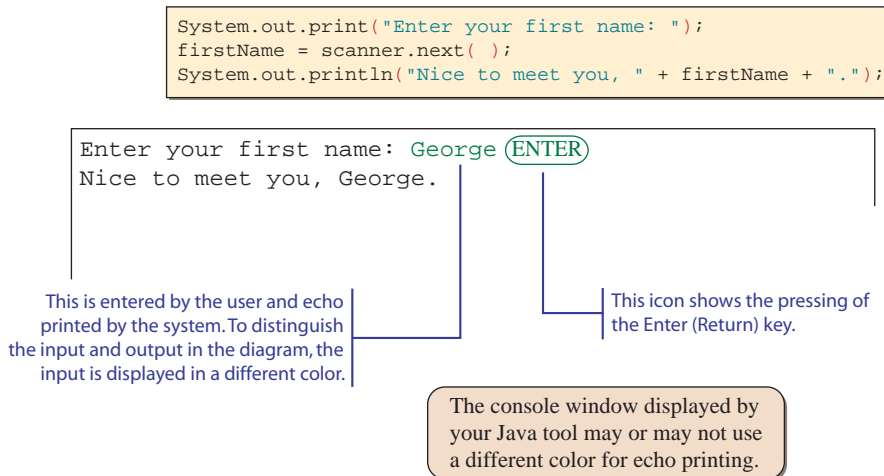 System.out.print("Enter your first name: ");
firstName = scanner.next( );
System.out.println("Nice to meet you, " + firstName + ".");
Enter your first name: George ENTER
Nice to meet you, George.
This is entered by the user and echo
printed by the system. To distinguish
the input and output in the diagram, the
input is displayed in a different color.
This icon shows the pressing of
the Enter (Return) key.
The console window displayed by
your Java tool may or may not use
a different color for echo printing.